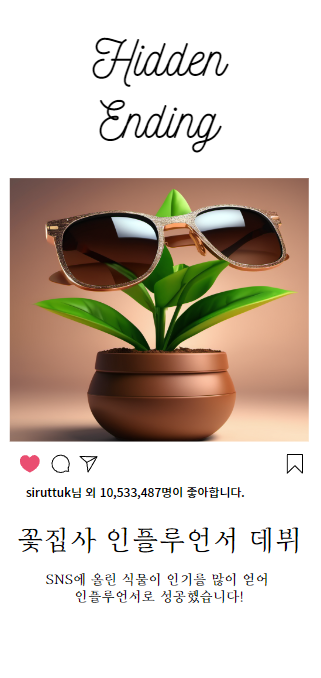 Hidden
Ending
siruttuk님 외 10,533,487명이 좋아합니다.
꽃집사 인플루언서 데뷔
SNS에 올린 식물이 인기를 많이 얻어
인플루언서로 성공했습니다!